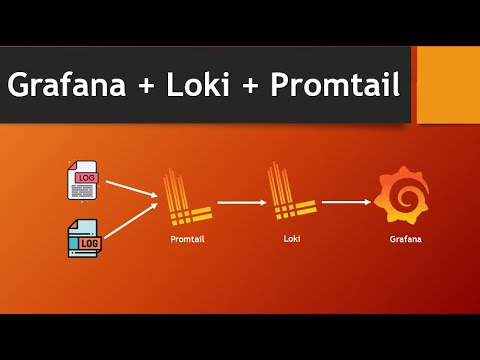 Grafana + Loki + Promtail
LOG
LOG
Promtail
Loki
Grafana